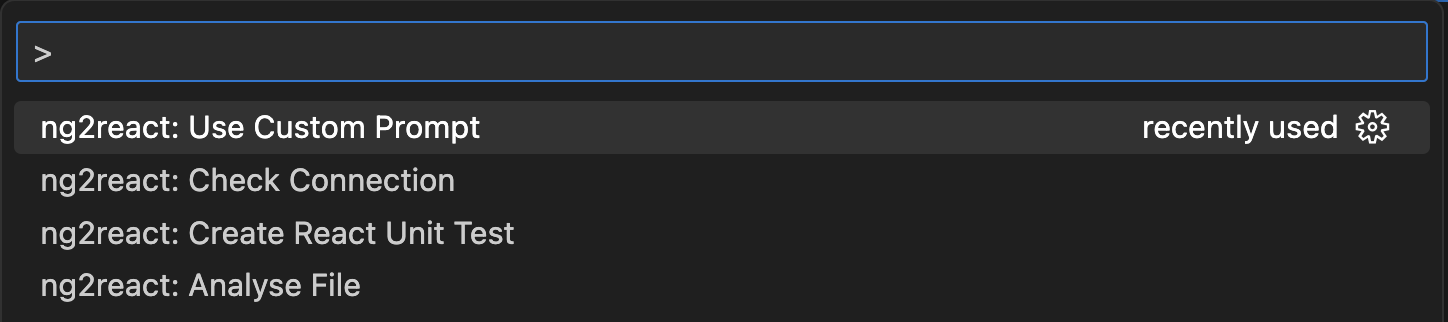 >
ng2react: Use Custom Prompt recently used
ng2react: Check Connection
ng2react: Create React Unit Test
ng2react: Analyse File